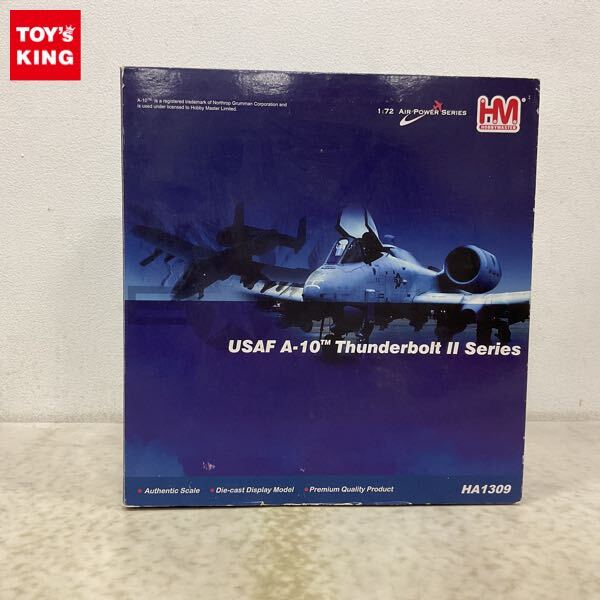 TOY'S
KING
A-10™ is a registered trademark of Northrop Grumman Corporation and
is used under licensed to Hobby Master Limited.
1:72 AIR POWER SERIES
HM®
HOBBYMASTER
USAF A-10™ Thunderbolt II Series
• Authentic Scale • Die-cast Display Model • Premium Quality Product
HA1309